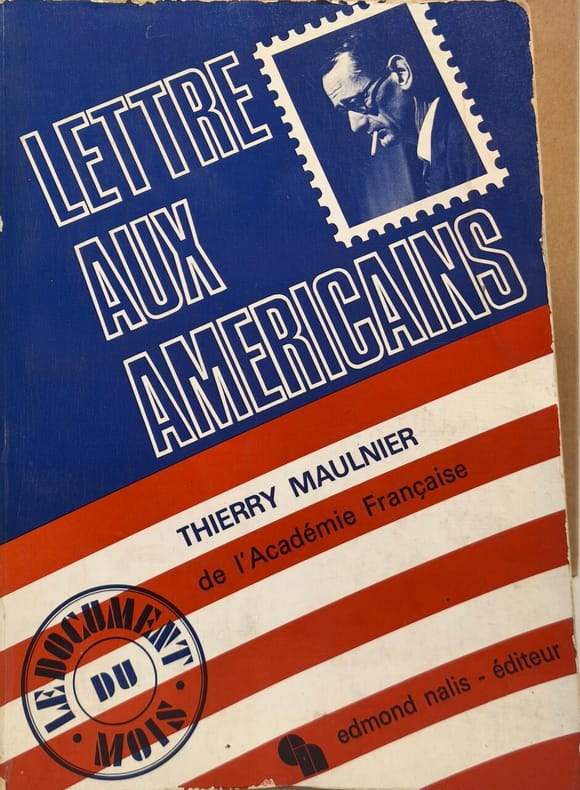 LETTRE
AUX
AMERICAINS
THIERRY MAULNIER
de l'Académie Française
LE DOCUMENT
DU
MOIS
edmond nalis - éditeur